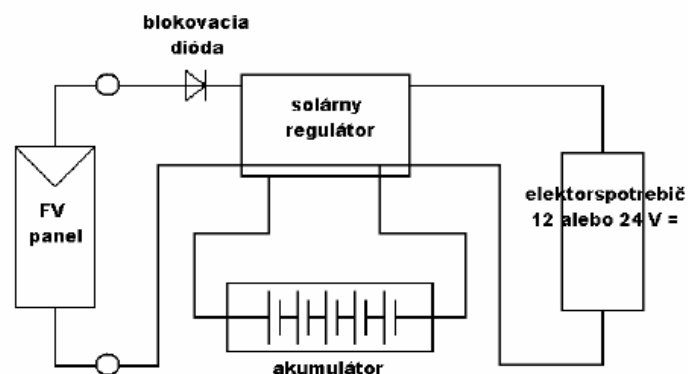 blokovacia
dióda
solárny
regulátor
FV
panel
elektorspotrebič
12 alebo 24 V =
akumulátor